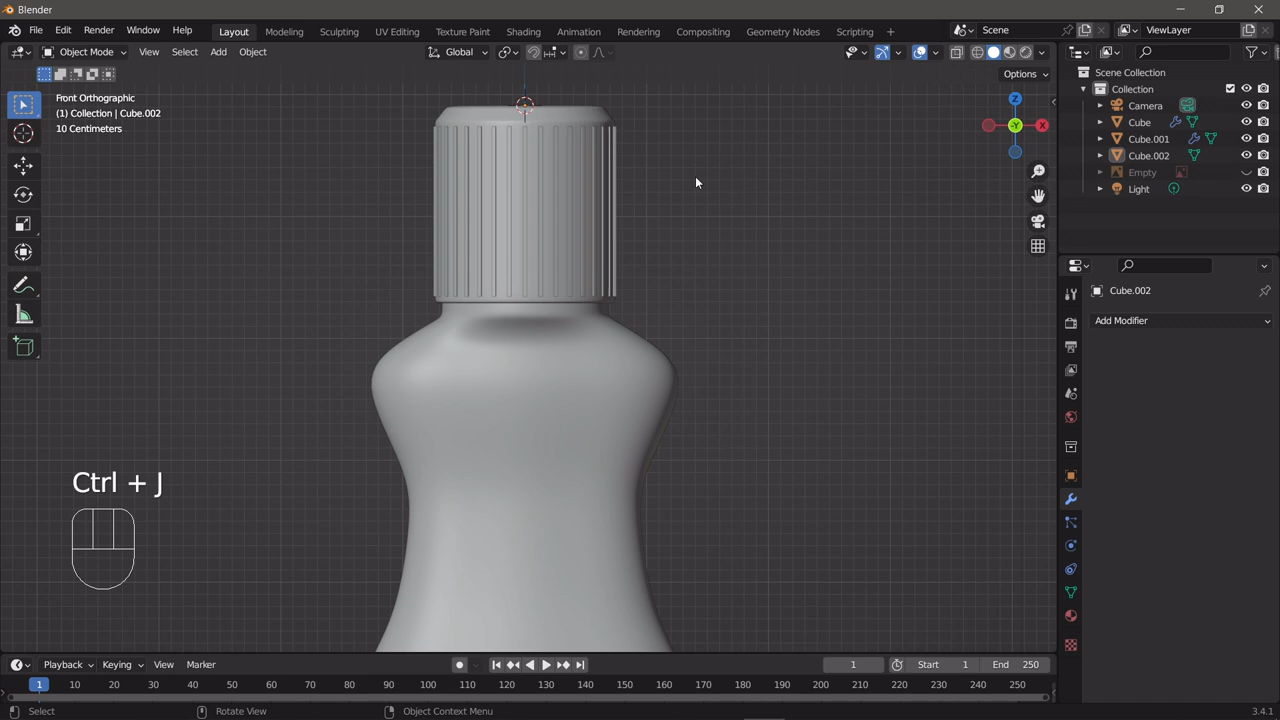 Blender
File Edit Render Window Help Layout Modeling Sculpting UV Editing Texture Paint Shading Animation Rendering Compositing Geometry Nodes Scripting Scene ViewLayer
Object Mode View Select Add Object Global
Options
Front Orthographic
(1) Collection | Cube.002
10 Centimeters
Z
-Y
X
Scene Collection
Collection
Camera
Cube
Cube.001
Cube.002
Empty
Light
Cube.002
Add Modifier
Ctrl + J
Playback Keying View Marker 1 Start 1 End 250
1 10 20 30 40 50 60 70 80 90 100 110 120 130 140 150 160 170 180 190 200 210 220 230 240 250
Select Rotate View Object Context Menu 3.4.1